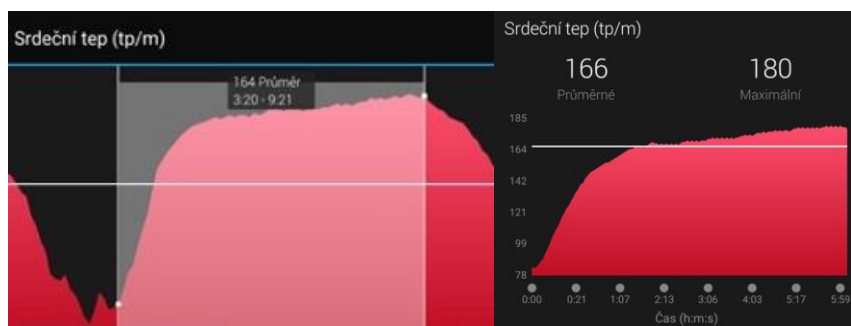 Srdeční tep (tp/m)
164 Průměr
3:20 - 9:21
Srdeční tep (tp/m)
166 180
Průměrné Maximální
185
164
142
121
99
78
0:00 0:21 1:07 2:13 3:06 4:03 5:17 5:59
Čas (h:m:s)